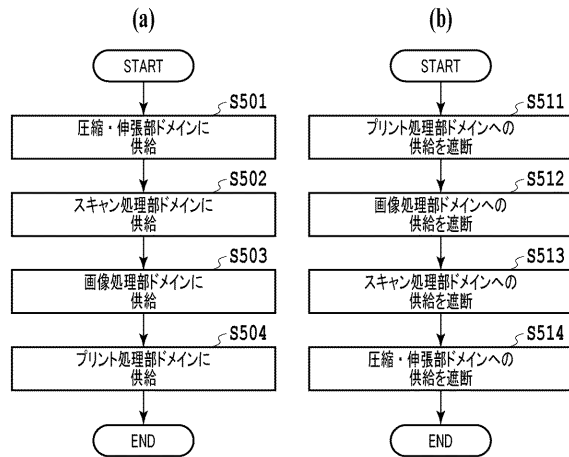 (a)
START
S501
圧縮・伸張部ドメインに
供給
S502
スキャン処理部ドメインに
供給
S503
画像処理部ドメインに
供給
S504
プリント処理部ドメインに
供給
END
(b)
START
S511
プリント処理部ドメインへの
供給を遮断
S512
画像処理部ドメインへの
供給を遮断
S513
スキャン処理部ドメインへの
供給を遮断
S514
圧縮・伸張部ドメインへの
供給を遮断
END